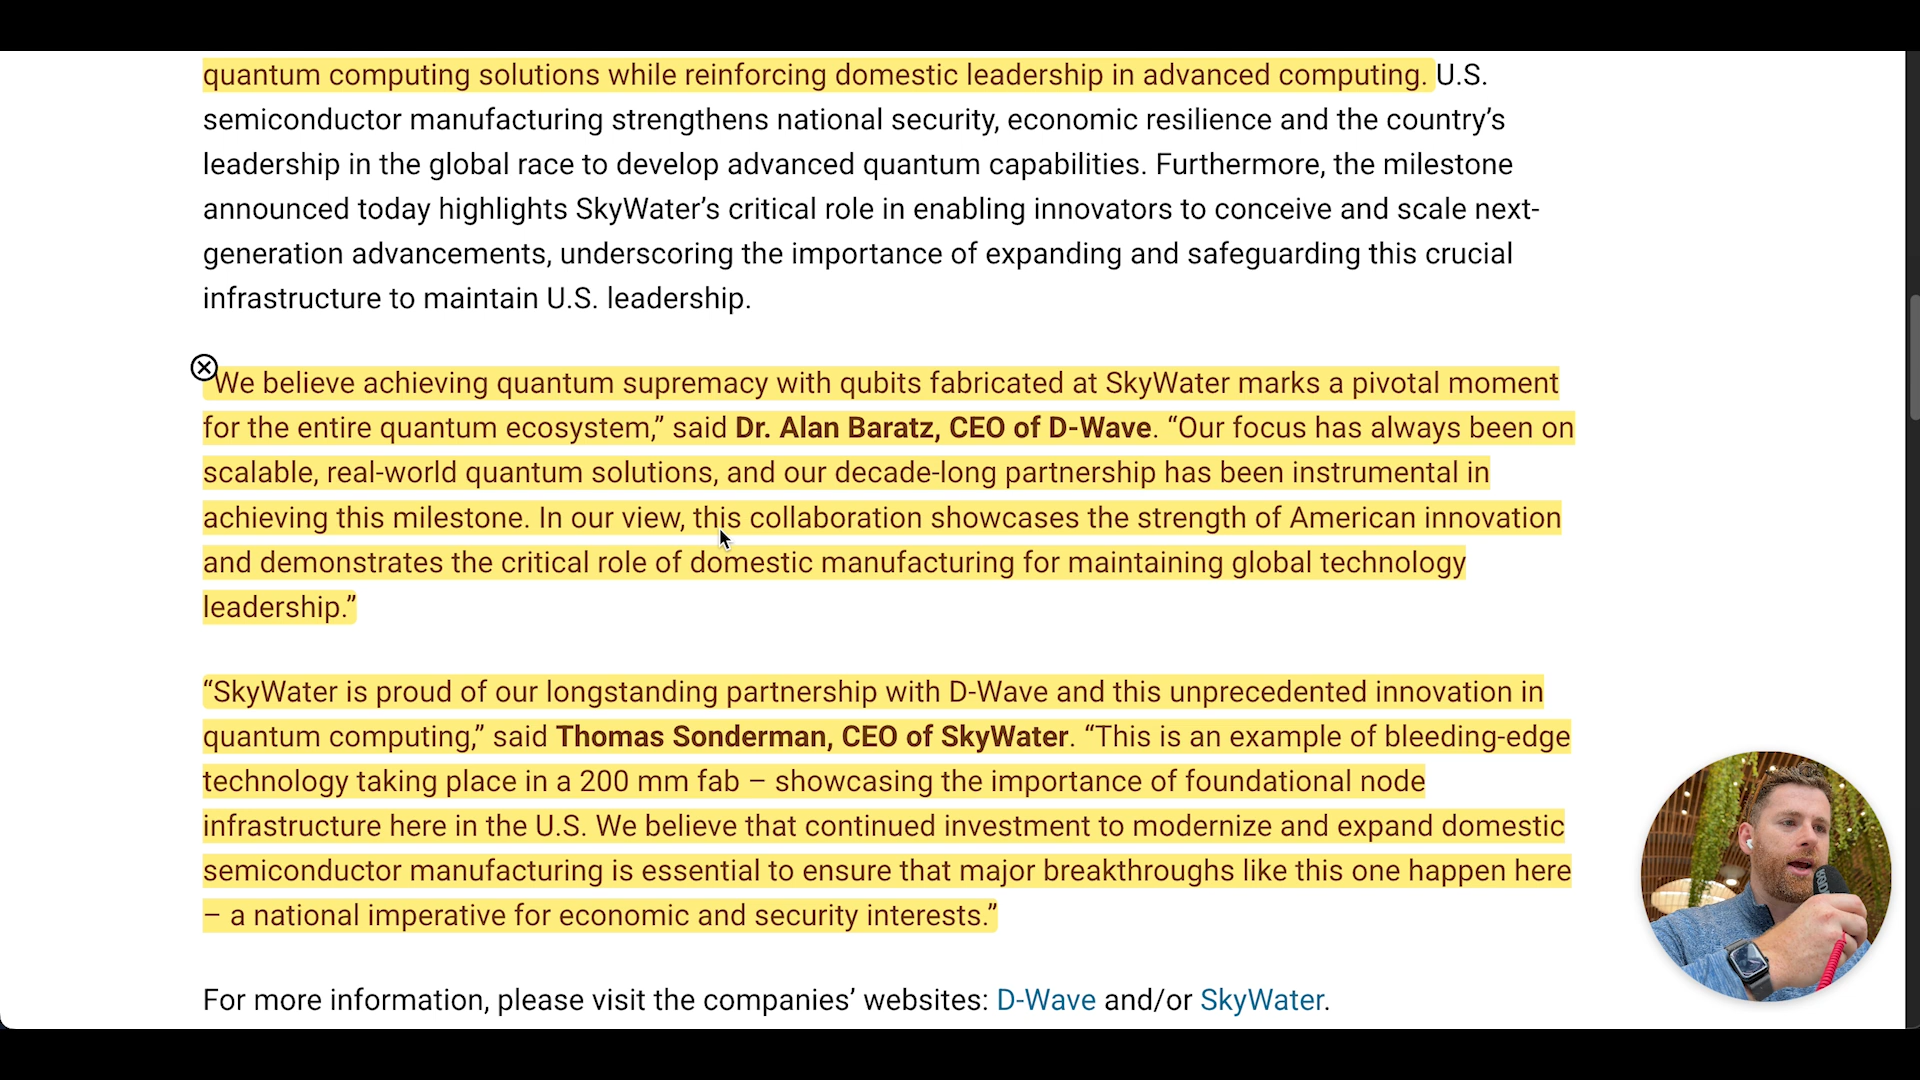 quantum computing solutions while reinforcing domestic leadership in advanced computing. U.S.
semiconductor manufacturing strengthens national security, economic resilience and the country’s
leadership in the global race to develop advanced quantum capabilities. Furthermore, the milestone
announced today highlights SkyWater’s critical role in enabling innovators to conceive and scale next-
generation advancements, underscoring the importance of expanding and safeguarding this crucial
infrastructure to maintain U.S. leadership.
We believe achieving quantum supremacy with qubits fabricated at SkyWater marks a pivotal moment
for the entire quantum ecosystem,” said Dr. Alan Baratz, CEO of D-Wave. “Our focus has always been on
scalable, real-world quantum solutions, and our decade-long partnership has been instrumental in
achieving this milestone. In our view, this collaboration showcases the strength of American innovation
and demonstrates the critical role of domestic manufacturing for maintaining global technology
leadership.”
“SkyWater is proud of our longstanding partnership with D-Wave and this unprecedented innovation in
quantum computing,” said Thomas Sonderman, CEO of SkyWater. “This is an example of bleeding-edge
technology taking place in a 200 mm fab – showcasing the importance of foundational node
infrastructure here in the U.S. We believe that continued investment to modernize and expand domestic
semiconductor manufacturing is essential to ensure that major breakthroughs like this one happen here
– a national imperative for economic and security interests.”
For more information, please visit the companies’ websites: D-Wave and/or SkyWater.